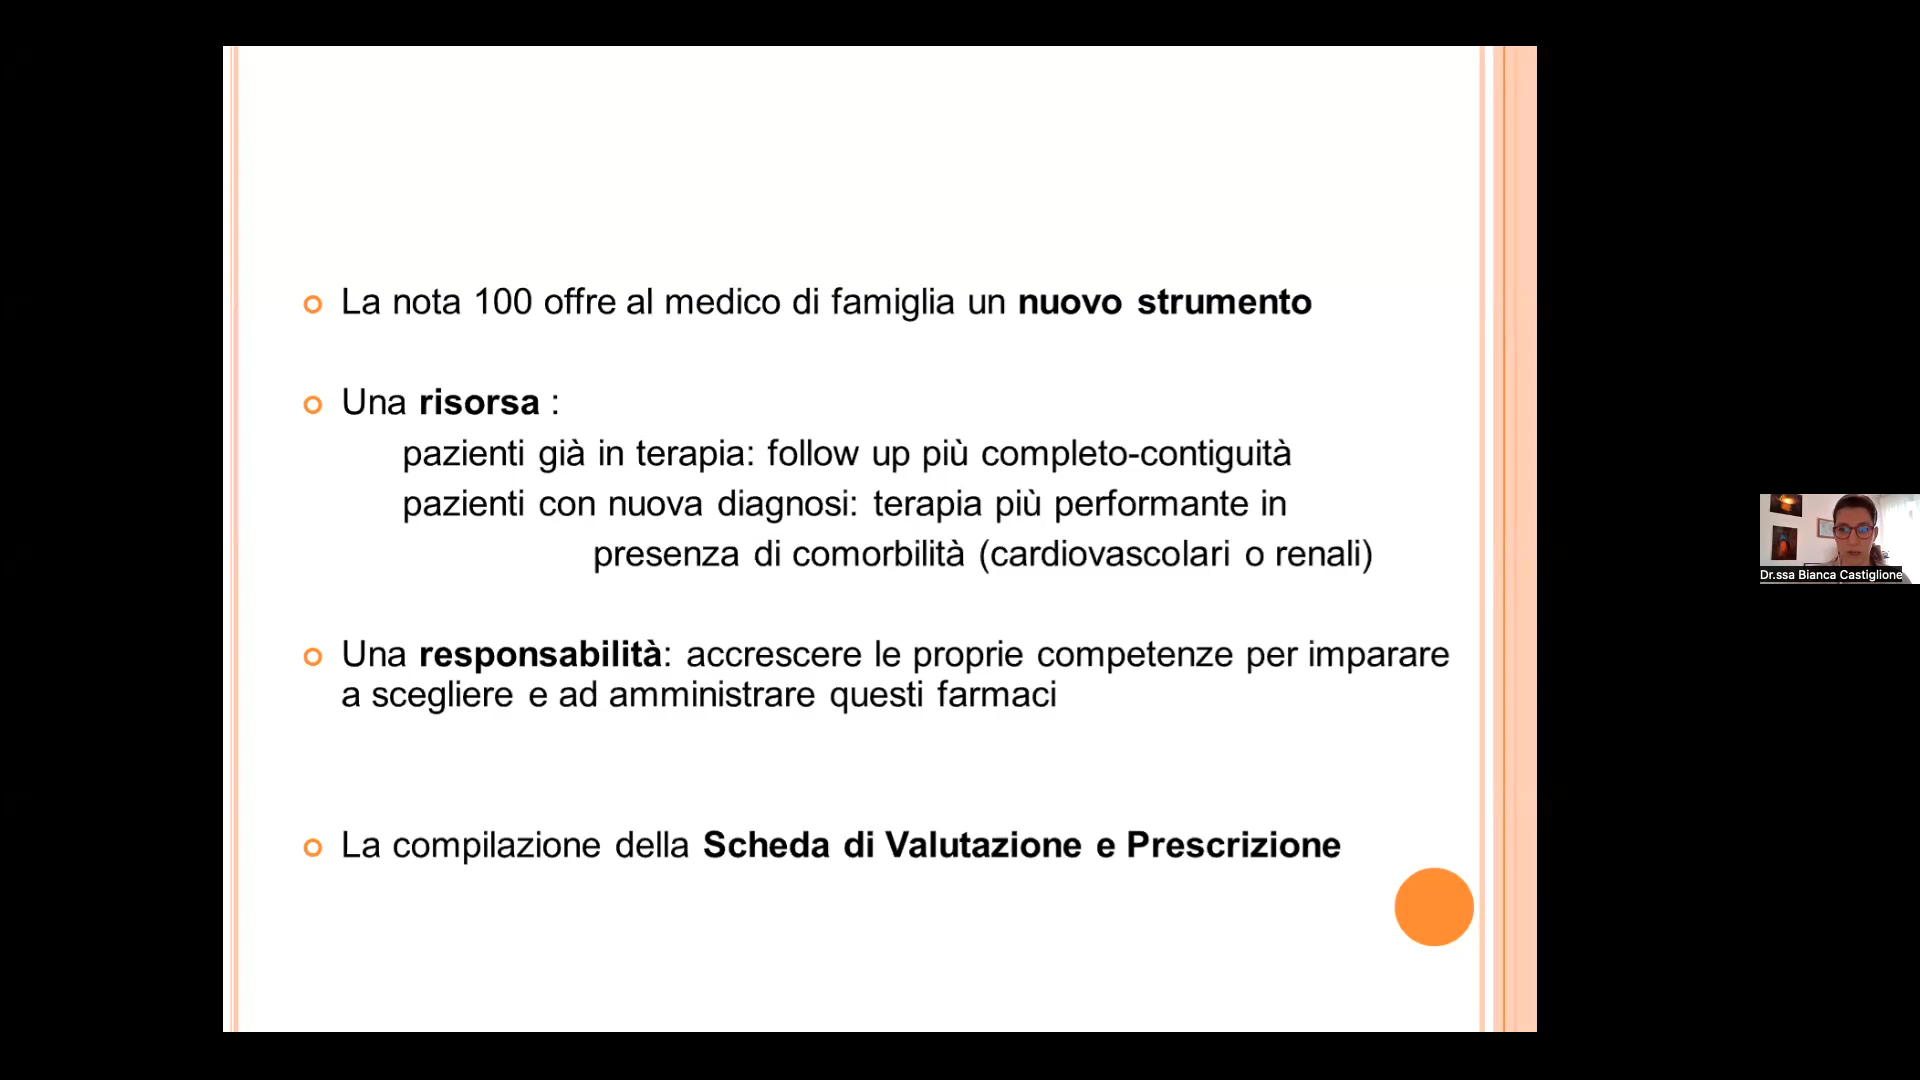 La nota 100 offre al medico di famiglia un nuovo strumento
Una risorsa :
pazienti già in terapia: follow up più completo-contiguità
pazienti con nuova diagnosi: terapia più performante in
presenza di comorbilità (cardiovascolari o renali)
Una responsabilità: accrescere le proprie competenze per imparare
a scegliere e ad amministrare questi farmaci
La compilazione della Scheda di Valutazione e Prescrizione
Dr.ssa Bianca Castiglione